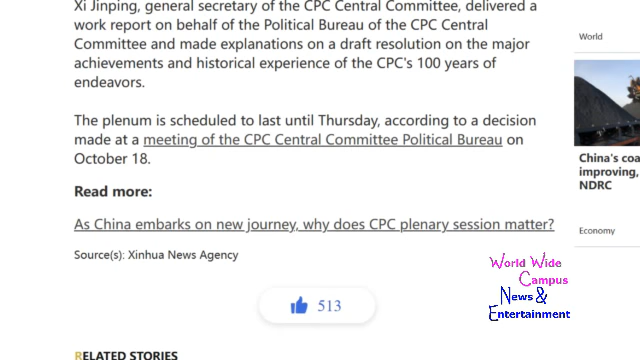 Xi Jinping, general secretary of the CPC Central Committee, delivered a
work report on behalf of the Political Bureau of the CPC Central
Committee and made explanations on a draft resolution on the major
achievements and historical experience of the CPC's 100 years of
endeavors.
The plenum is scheduled to last until Thursday, according to a decision
made at a meeting of the CPC Central Committee Political Bureau on
October 18.
Read more:
As China embarks on new journey, why does CPC plenary session matter?
Source(s): Xinhua News Agency
513
RELATED STORIES
World
China's coa
improving,
NDRC
Economy
World Wide
Campus
News &
Entertainment